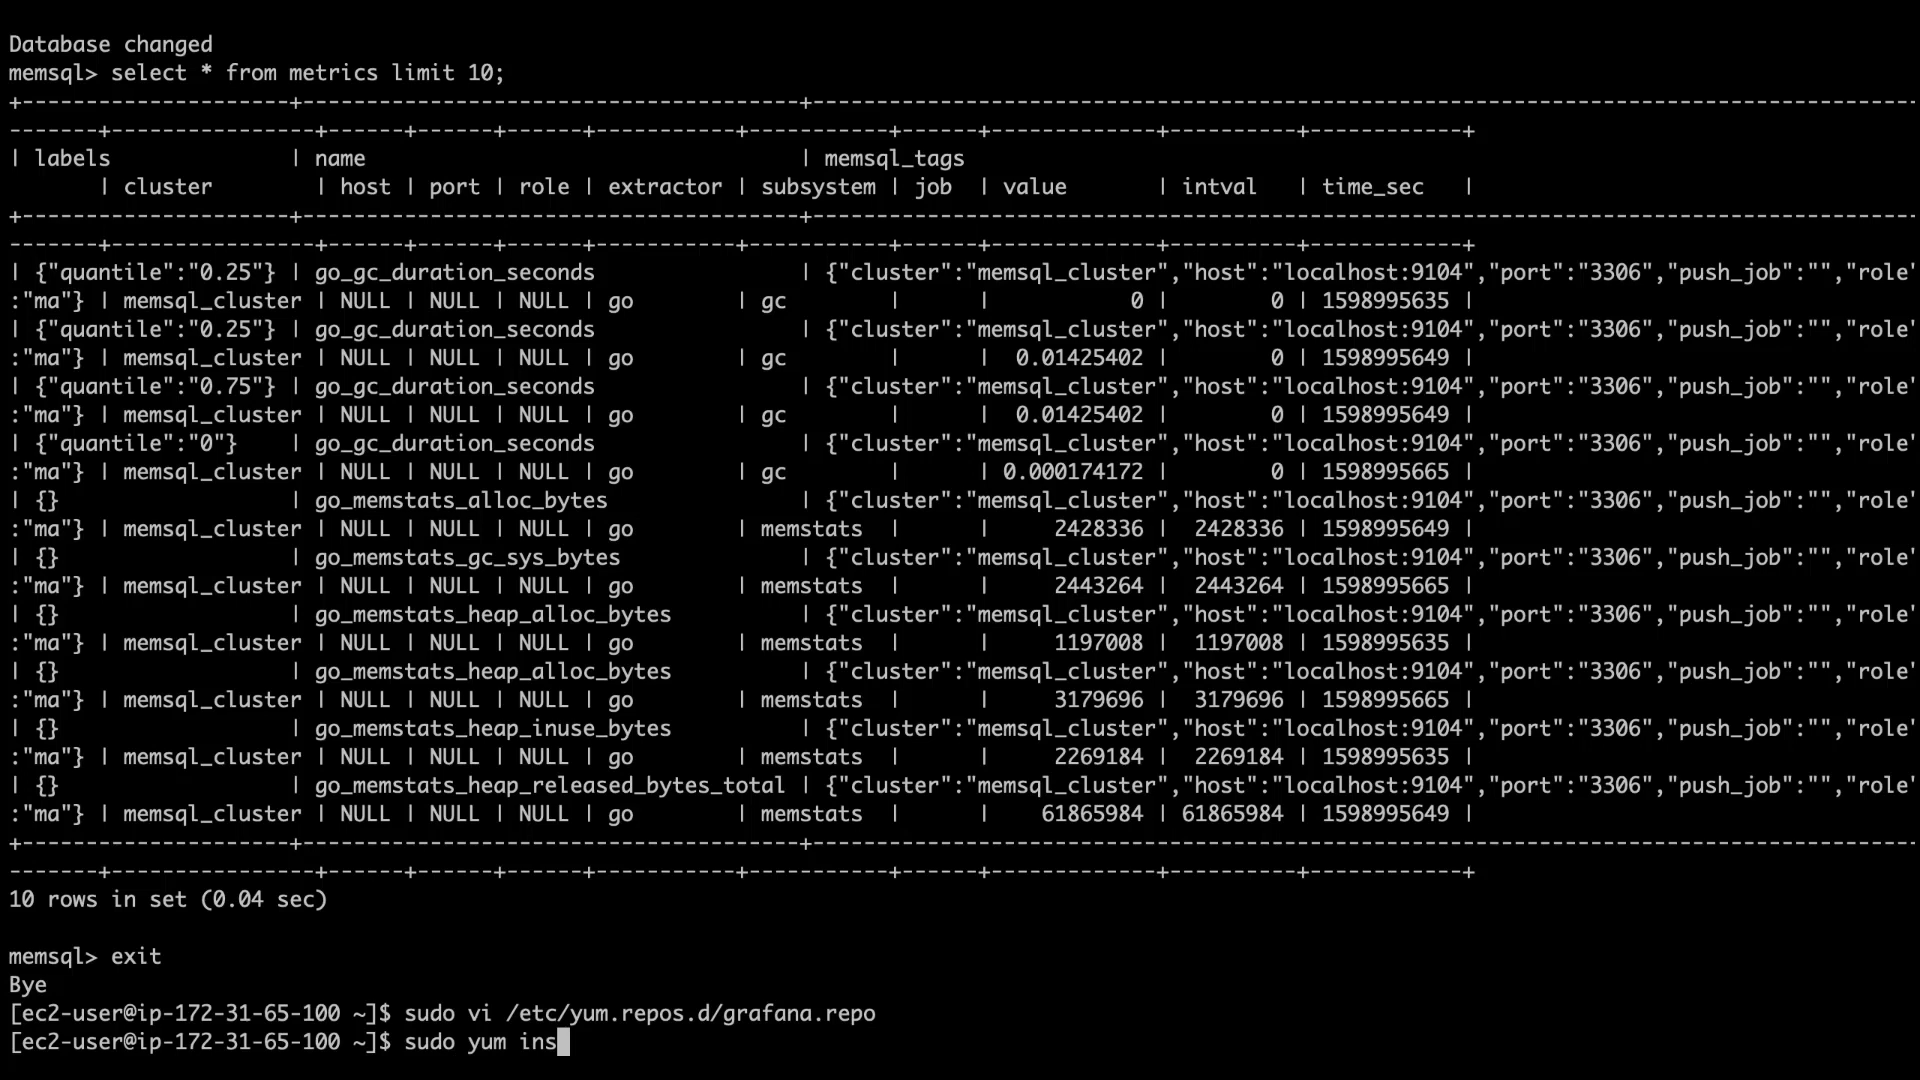 Database changed
memsql> select * from metrics limit 10;
+----------------------+---------------------------------------+---------------------------------------------------------------------------------------
-------+----------------+------+------+------+-----------+-----------+------+-------------+----------+------------+
| labels               | name                                  | memsql_tags
       | cluster        | host | port | role | extractor | subsystem | job  | value       | intval   | time_sec   |
+----------------------+---------------------------------------+---------------------------------------------------------------------------------------
-------+----------------+------+------+------+-----------+-----------+------+-------------+----------+------------+
| {"quantile":"0.25"} | go_gc_duration_seconds                | {"cluster":"memsql_cluster","host":"localhost:9104","port":"3306","push_job":"","role"
:"ma"} | memsql_cluster | NULL | NULL | NULL | go        | gc        |      |           0 |        0 | 1598995635 |
| {"quantile":"0.25"} | go_gc_duration_seconds                | {"cluster":"memsql_cluster","host":"localhost:9104","port":"3306","push_job":"","role"
:"ma"} | memsql_cluster | NULL | NULL | NULL | go        | gc        |      |  0.01425402 |        0 | 1598995649 |
| {"quantile":"0.75"} | go_gc_duration_seconds                | {"cluster":"memsql_cluster","host":"localhost:9104","port":"3306","push_job":"","role"
:"ma"} | memsql_cluster | NULL | NULL | NULL | go        | gc        |      |  0.01425402 |        0 | 1598995649 |
| {"quantile":"0"}    | go_gc_duration_seconds                | {"cluster":"memsql_cluster","host":"localhost:9104","port":"3306","push_job":"","role"
:"ma"} | memsql_cluster | NULL | NULL | NULL | go        | gc        |      | 0.000174172 |        0 | 1598995665 |
| {}                  | go_memstats_alloc_bytes               | {"cluster":"memsql_cluster","host":"localhost:9104","port":"3306","push_job":"","role"
:"ma"} | memsql_cluster | NULL | NULL | NULL | go        | memstats  |      |     2428336 |  2428336 | 1598995649 |
| {}                  | go_memstats_gc_sys_bytes              | {"cluster":"memsql_cluster","host":"localhost:9104","port":"3306","push_job":"","role"
:"ma"} | memsql_cluster | NULL | NULL | NULL | go        | memstats  |      |     2443264 |  2443264 | 1598995665 |
| {}                  | go_memstats_heap_alloc_bytes          | {"cluster":"memsql_cluster","host":"localhost:9104","port":"3306","push_job":"","role"
:"ma"} | memsql_cluster | NULL | NULL | NULL | go        | memstats  |      |     1197008 |  1197008 | 1598995635 |
| {}                  | go_memstats_heap_alloc_bytes          | {"cluster":"memsql_cluster","host":"localhost:9104","port":"3306","push_job":"","role"
:"ma"} | memsql_cluster | NULL | NULL | NULL | go        | memstats  |      |     3179696 |  3179696 | 1598995665 |
| {}                  | go_memstats_heap_inuse_bytes          | {"cluster":"memsql_cluster","host":"localhost:9104","port":"3306","push_job":"","role"
:"ma"} | memsql_cluster | NULL | NULL | NULL | go        | memstats  |      |     2269184 |  2269184 | 1598995635 |
| {}                  | go_memstats_heap_released_bytes_total | {"cluster":"memsql_cluster","host":"localhost:9104","port":"3306","push_job":"","role"
:"ma"} | memsql_cluster | NULL | NULL | NULL | go        | memstats  |      |    61865984 | 61865984 | 1598995649 |
+----------------------+---------------------------------------+---------------------------------------------------------------------------------------
-------+----------------+------+------+------+-----------+-----------+------+-------------+----------+------------+
10 rows in set (0.04 sec)
memsql> exit
Bye
[ec2-user@ip-172-31-65-100 ~]$ sudo vi /etc/yum.repos.d/grafana.repo
[ec2-user@ip-172-31-65-100 ~]$ sudo yum ins